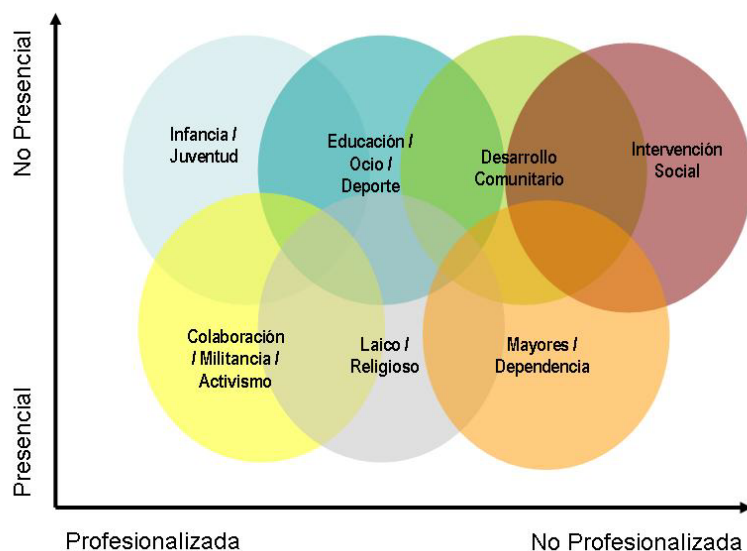 No Presencial
Presencial
Infancia /
Juventud
Educación /
Ocio /
Deporte
Desarrollo
Comunitario
Intervención
Social
Colaboración
/ Militancia /
Activismo
Laico /
Religioso
Mayores /
Dependencia
Profesionalizada
No Profesionalizada